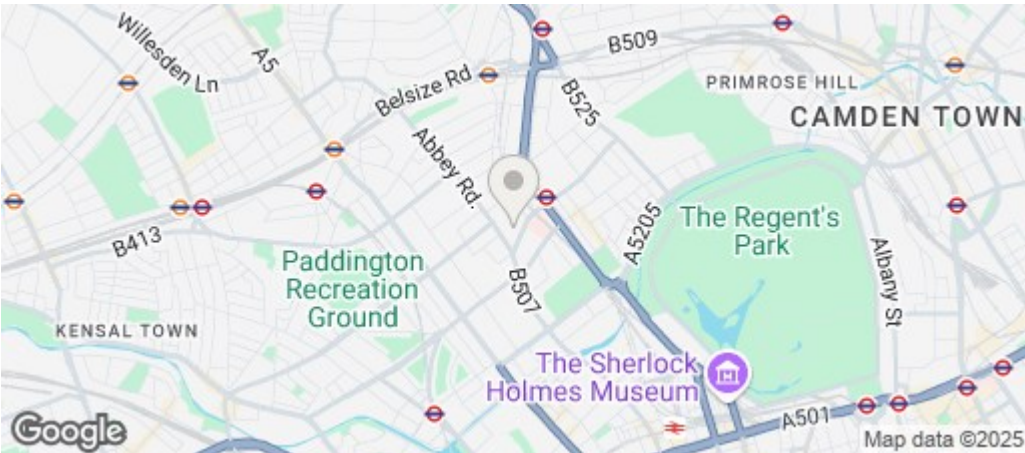 Willesden Ln
A5
B509
Belsize Rd
B525
PRIMROSE HILL
CAMDEN TOWN
Abbey Rd.
B413
A5205
The Regent's
Park
Albany St
Paddington
Recreation
Ground
B507
KENSAL TOWN
The Sherlock
Holmes Museum
A501
Google
Map data ©2025